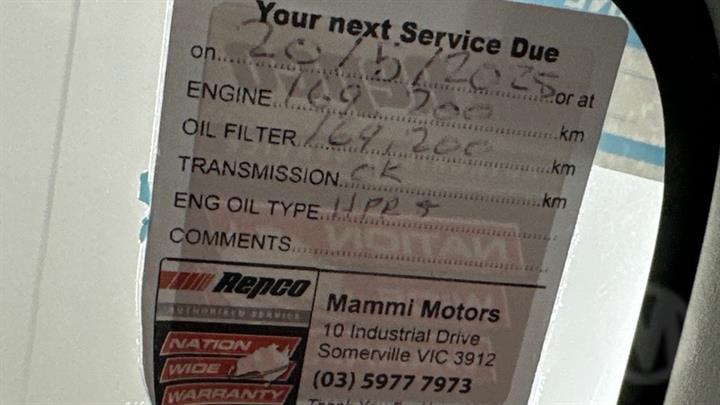 Your next Service Due
on 20/5/2025 or at
ENGINE 169 200 km
OIL FILTER 169,200 km
TRANSMISSION OK km
ENG OIL TYPE HPR 5
COMMENTS
Repco
AUTHORISED SERVICE
NATION
WIDE
WARRANTY
Mammi Motors
10 Industrial Drive
Somerville VIC 3912
(03) 5977 7973